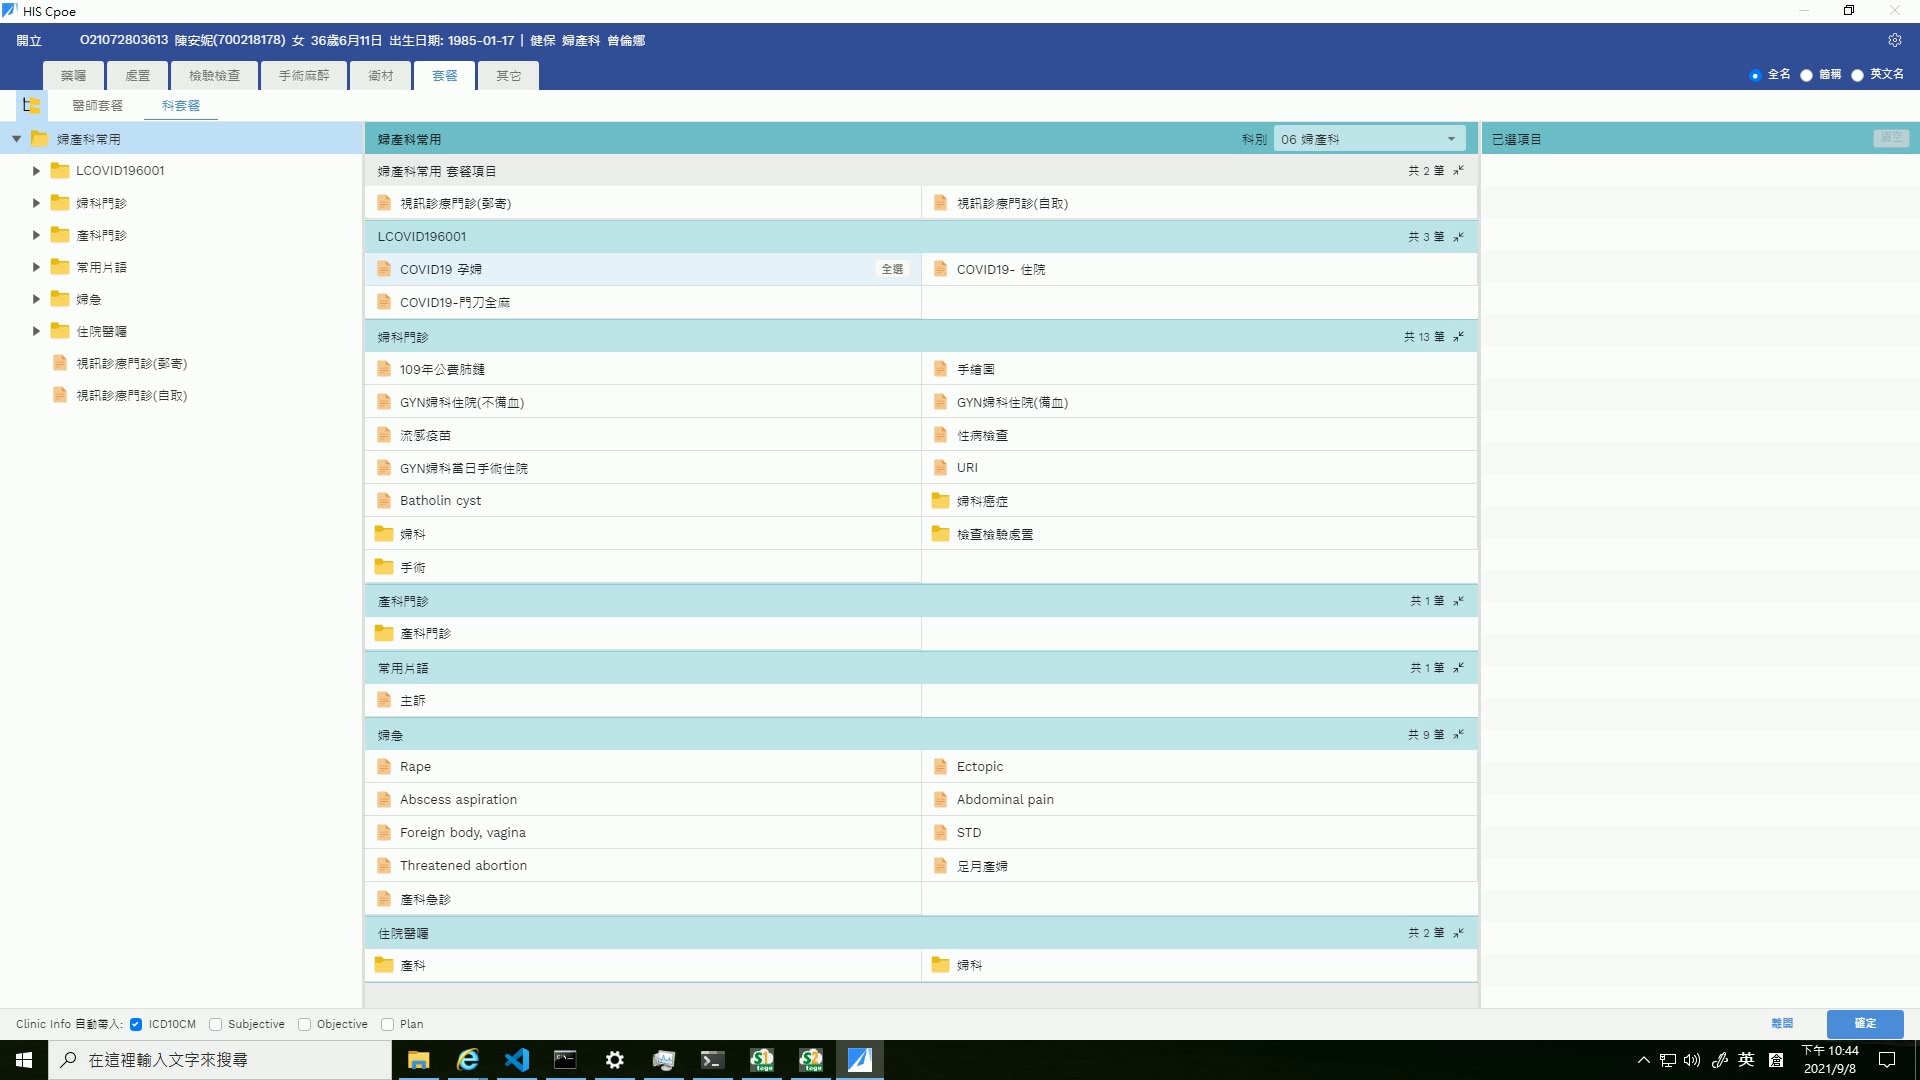 HIS Cpoe
開立 O21072803613 陳安妮(700218178) 女 36歲6月11日 出生日期: 1985-01-17 | 健保 婦產科 曾倫娜
藥囑 處置 檢驗檢查 手術麻醉 衛材 套餐 其它 全名 簡稱 英文名
醫師套餐 科套餐
婦產科常用
LCOVID196001
婦科門診
產科門診
常用片語
婦急
住院醫囑
視訊診療門診(郵寄)
視訊診療門診(自取)
婦產科常用 科別 06 婦產科
婦產科常用 套餐項目 共 2 筆
視訊診療門診(郵寄) 視訊診療門診(自取)
LCOVID196001 共 3 筆
COVID19 孕婦 全選 COVID19- 住院
COVID19-門刀全麻
婦科門診 共 13 筆
109年公費肺鏈 手繪圖
GYN婦科住院(不備血) GYN婦科住院(備血)
流感疫苗 性病檢查
GYN婦科當日手術住院 URI
Batholin cyst 婦科癌症
婦科 檢查檢驗處置
手術
產科門診 共 1 筆
產科門診
常用片語 共 1 筆
主訴
婦急 共 9 筆
Rape Ectopic
Abscess aspiration Abdominal pain
Foreign body, vagina STD
Threatened abortion 足月產婦
產科急診
住院醫囑 共 2 筆
產科 婦科
已選項目 清空
Clinic Info 自動帶入: ICD10CM Subjective Objective Plan 離開 確定
在這裡輸入文字來搜尋 英 下午 10:44
2021/9/8